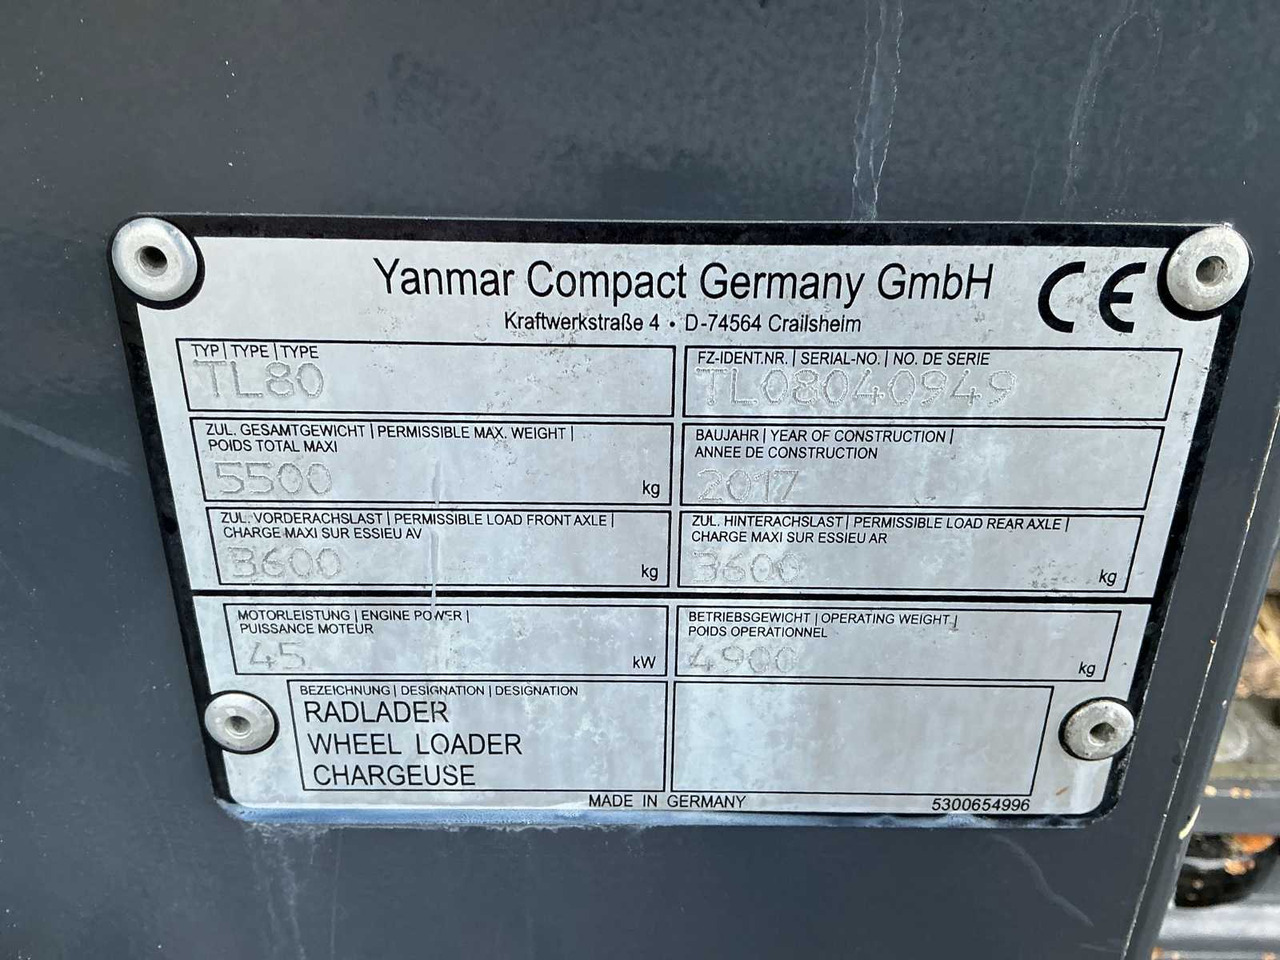 Yanmar Compact Germany GmbH CE
Kraftwerkstraße 4 • D-74564 Crailsheim
TYP | TYPE | TYPE
TL80
FZ-IDENT.NR. | SERIAL-NO. | NO. DE SERIE
TL08040949
ZUL. GESAMTGEWICHT | PERMISSIBLE MAX. WEIGHT |
POIDS TOTAL MAXI
5500 kg
BAUJAHR | YEAR OF CONSTRUCTION |
ANNEE DE CONSTRUCTION
2017
ZUL. VORDERACHSLAST | PERMISSIBLE LOAD FRONT AXLE |
CHARGE MAXI SUR ESSIEU AV
3600 kg
ZUL. HINTERACHSLAST | PERMISSIBLE LOAD REAR AXLE |
CHARGE MAXI SUR ESSIEU AR
3600 kg
MOTORLEISTUNG | ENGINE POWER |
PUISSANCE MOTEUR
45 kW
BETRIEBSGEWICHT | OPERATING WEIGHT |
POIDS OPERATIONNEL
4900 kg
BEZEICHNUNG | DESIGNATION | DESIGNATION
RADLADER
WHEEL LOADER
CHARGEUSE
MADE IN GERMANY
5300654996